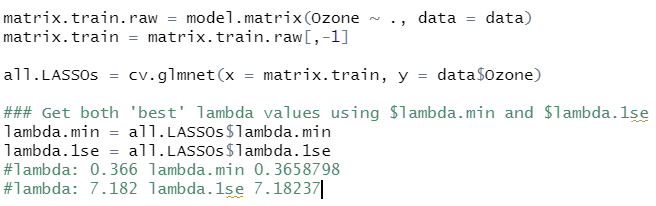 matrix.train.raw = model.matrix(Ozone ~ ., data = data)
matrix.train = matrix.train.raw[,-1]
all.LASSOs = cv.glmnet(x = matrix.train, y = data$Ozone)
### Get both 'best' lambda values using $lambda.min and $lambda.1se
lambda.min = all.LASSOs$lambda.min
lambda.1se = all.LASSOs$lambda.1se
#lambda: 0.366 lambda.min 0.3658798
#lambda: 7.182 lambda.1se 7.18237